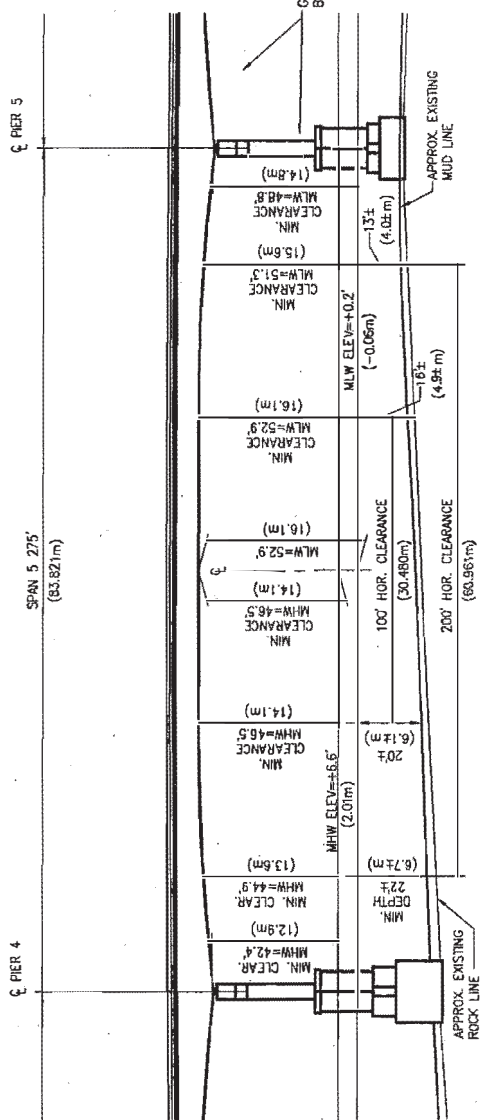 ℄ PIER 4
SPAN 5 275'
(83.821m)
℄ PIER 5
MIN. CLEAR.
MHW=42.4'
(12.9m)
MIN. CLEAR.
MHW=44.9'
(13.6m)
MIN.
CLEARANCE
MHW=46.5'
(14.1m)
MIN.
CLEARANCE
MHW=46.5'
(14.1m)
℄
MLW=52.9'
(16.1m)
MIN.
CLEARANCE
MLW=52.9'
(16.1m)
MIN.
CLEARANCE
MLW=51.3'
(15.6m)
MIN.
CLEARANCE
MLW=48.8'
(14.8m)
MHW ELEV=+6.6'
(2.01m)
MLW ELEV=+0.2'
(-0.06m)
MIN.
DEPTH
22'±
(6.7±m)
20'±
(6.1±m)
100' HOR. CLEARANCE
(30.480m)
16'±
(4.9± m)
13'±
(4.0± m)
200' HOR. CLEARANCE
(60.961m)
APPROX. EXISTING
ROCK LINE
APPROX. EXISTING
MUD LINE